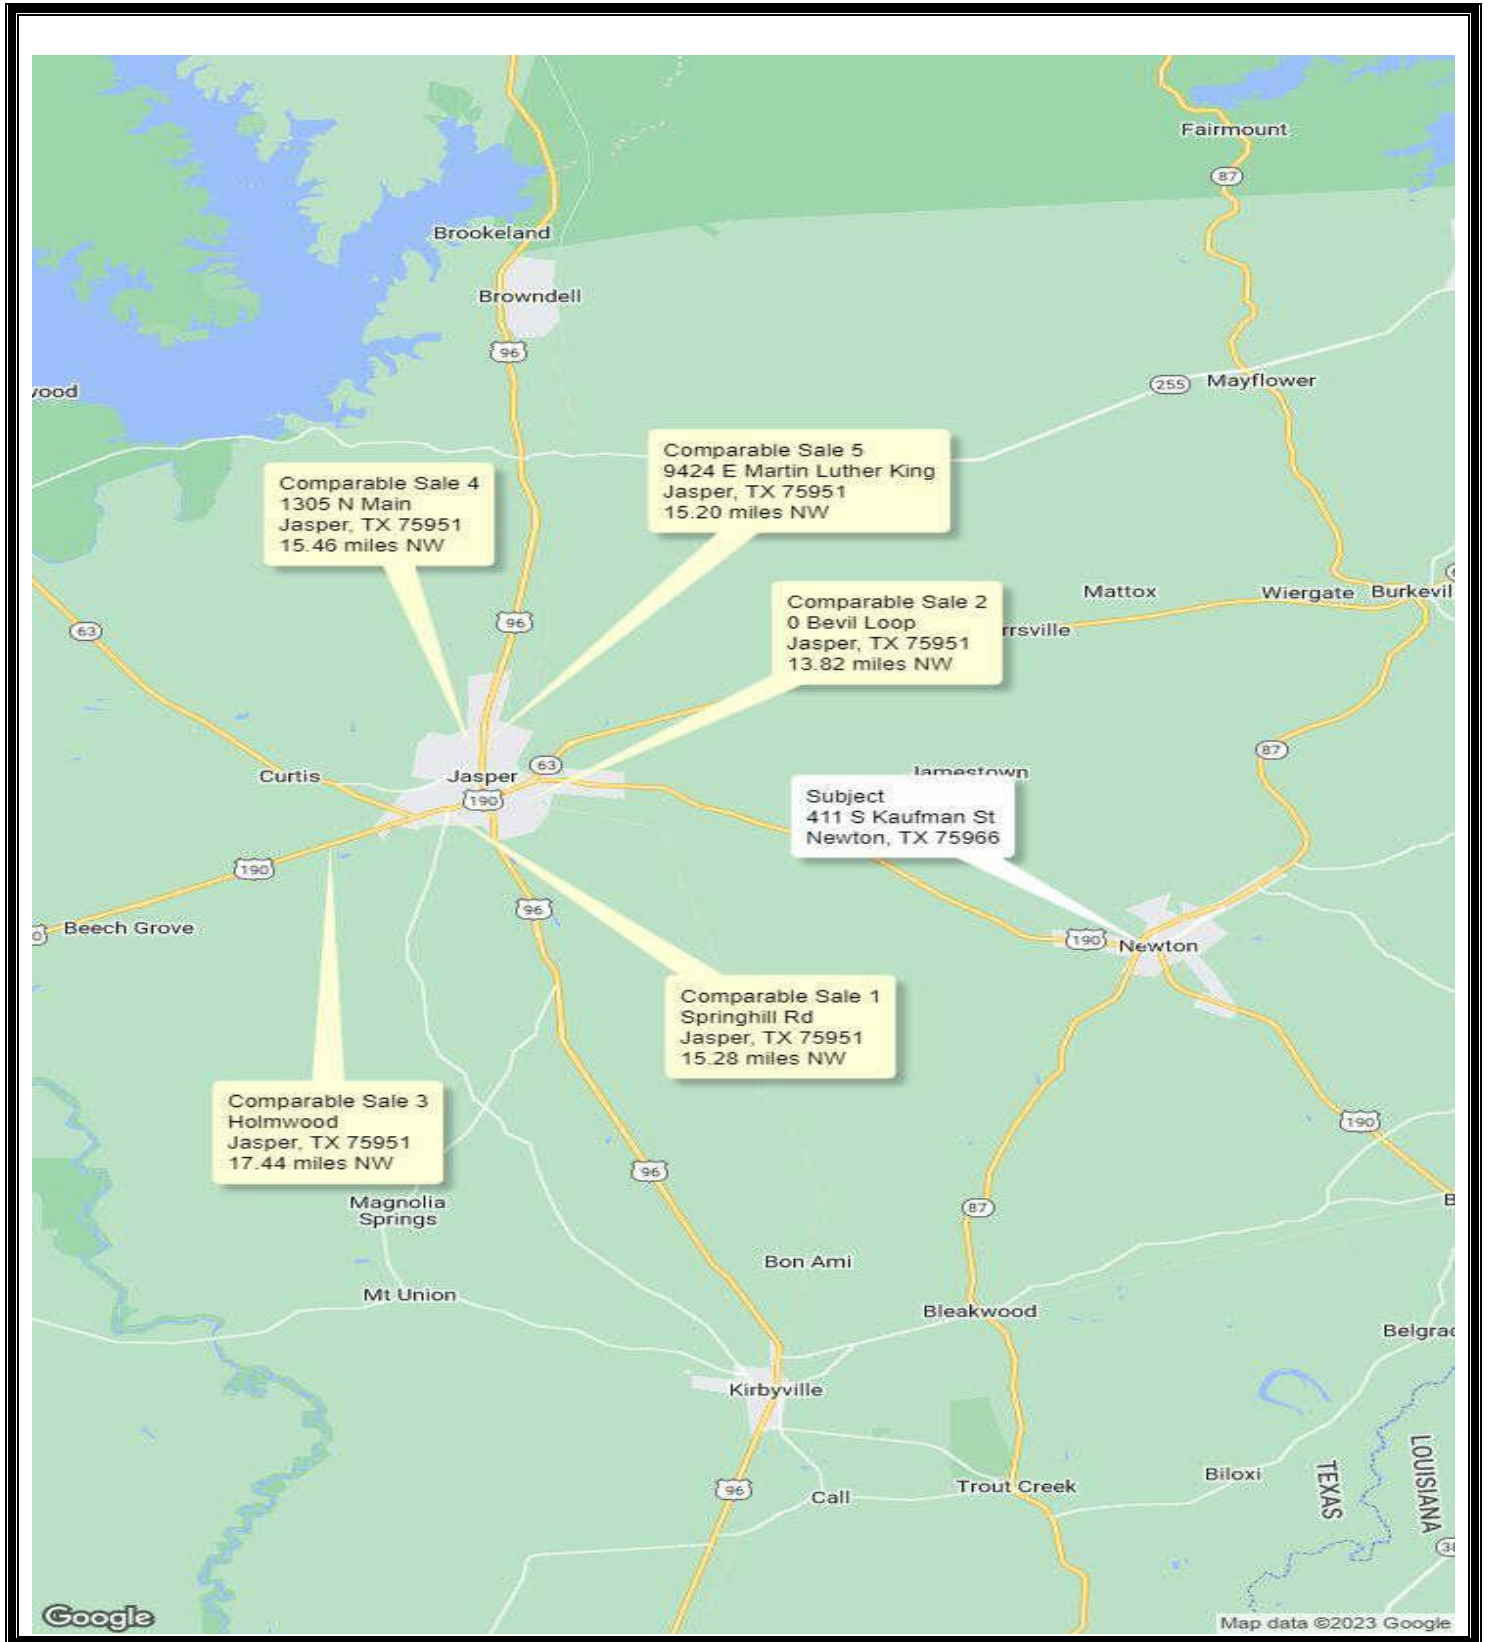 Fairmount
87
Brookeland
Browndell
96
wood
255 Mayflower
Comparable Sale 5
9424 E Martin Luther King
Jasper, TX 75951
15.20 miles NW
Comparable Sale 4
1305 N Main
Jasper, TX 75951
15.46 miles NW
Comparable Sale 2
0 Bevil Loop
Jasper, TX 75951
13.82 miles NW
Mattox
Wiergate Burkevil
rrsville
63
96
87
Curtis
Jasper
63
190
Jamestown
Subject
411 S Kaufman St
Newton, TX 75966
190
96
Beech Grove
190
Newton
Comparable Sale 1
Springhill Rd
Jasper, TX 75951
15.28 miles NW
Comparable Sale 3
Holmwood
Jasper, TX 75951
17.44 miles NW
190
96
Magnolia
Springs
87
Bon Ami
Mt Union
Bleakwood
Belgrad
Kirbyville
96
Call
Trout Creek
Biloxi
TEXAS
LOUISIANA
Google
Map data ©2023 Google